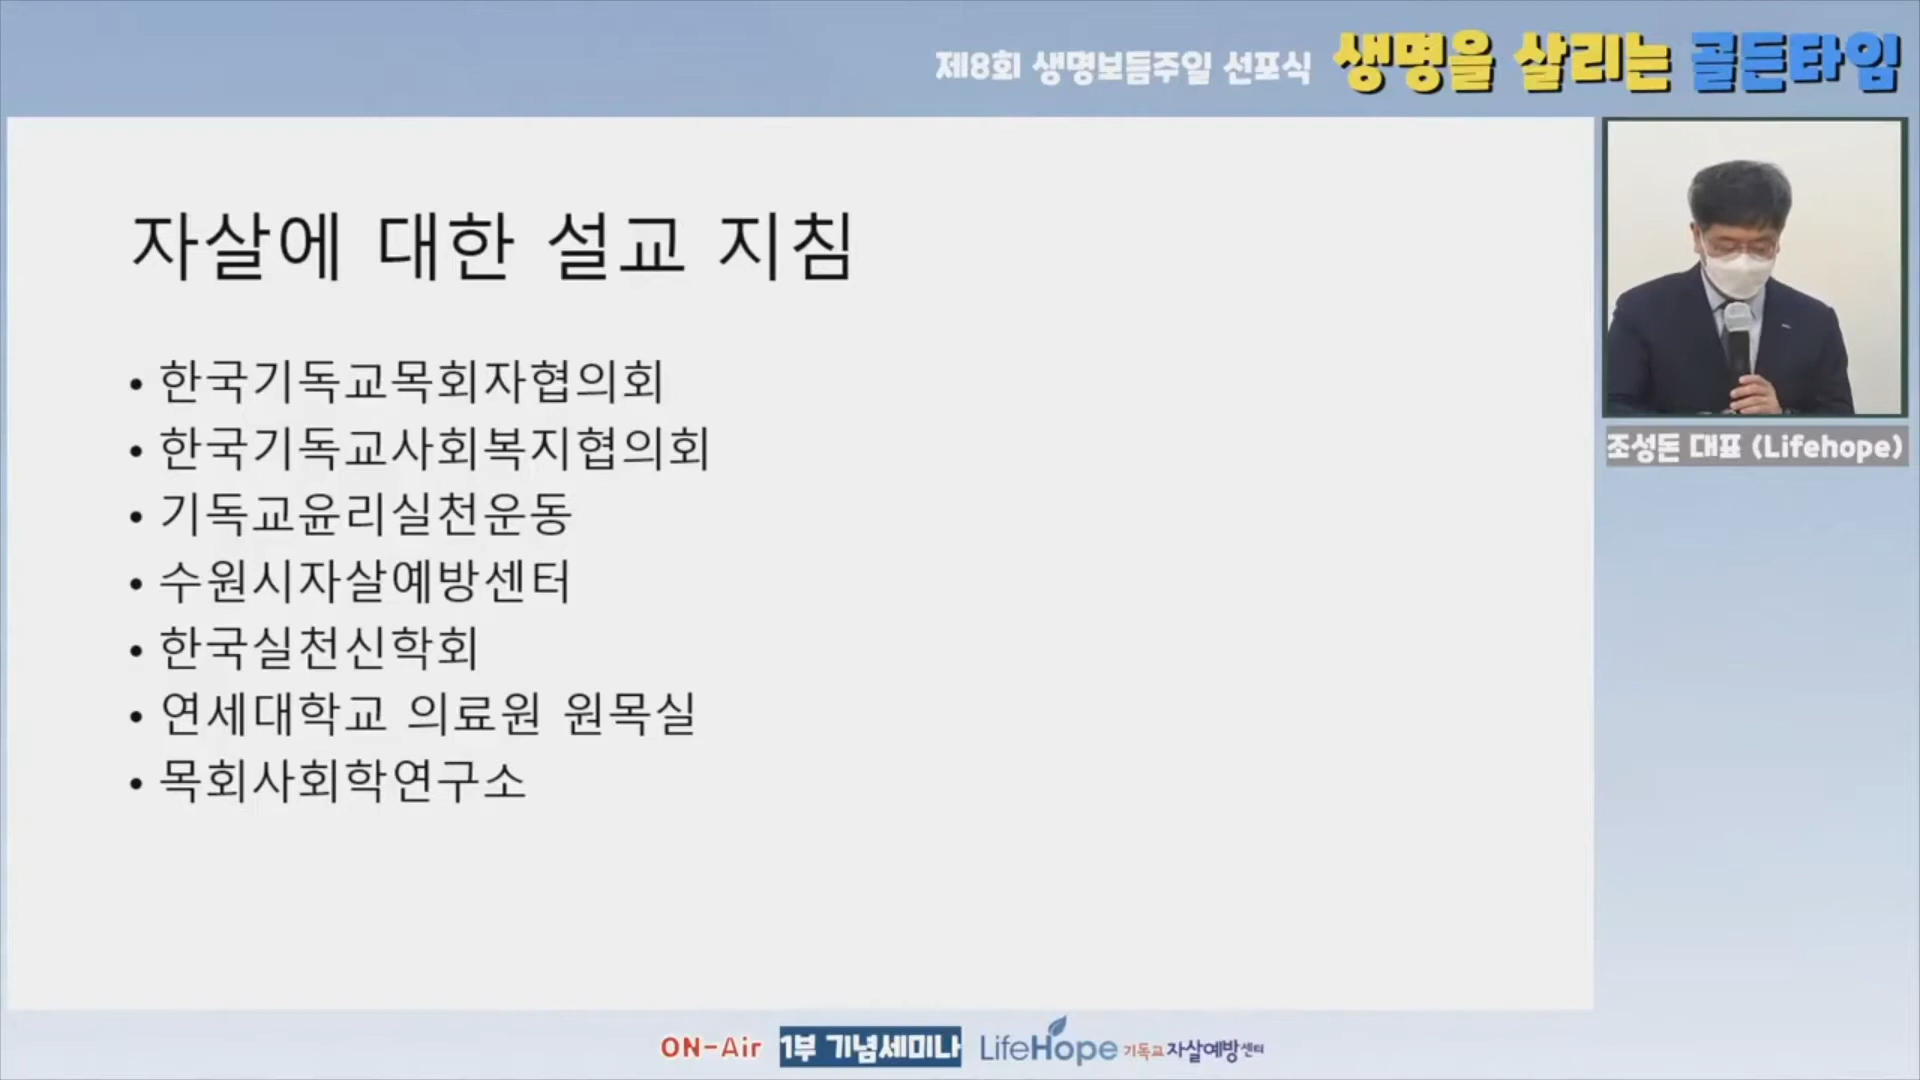 제8회 생명보듬주일 선포식 생명을 살리는 골든타임
자살에 대한 설교 지침
• 한국기독교목회자협의회
• 한국기독교사회복지협의회
• 기독교윤리실천운동
• 수원시자살예방센터
• 한국실천신학회
• 연세대학교 의료원 원목실
• 목회사회학연구소
조성돈 대표 (Lifehope)
ON-Air 1부 기념세미나 LifeHope 기독교자살예방센터